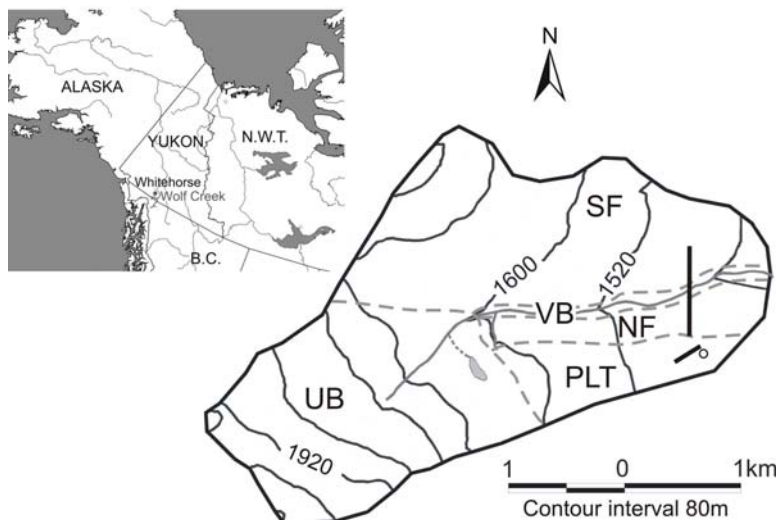 ALASKA
YUKON
N.W.T.
Whitehorse
Wolf Creek
B.C.
N
SF
1600
1520
VB
NF
PLT
UB
1920
1 0 1km
Contour interval 80m